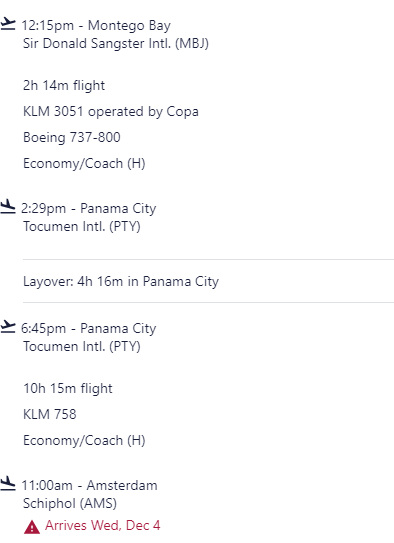 12:15pm - Montego Bay
Sir Donald Sangster Intl. (MBJ)
2h 14m flight
KLM 3051 operated by Copa
Boeing 737-800
Economy/Coach (H)
2:29pm - Panama City
Tocumen Intl. (PTY)
Layover: 4h 16m in Panama City
6:45pm - Panama City
Tocumen Intl. (PTY)
10h 15m flight
KLM 758
Economy/Coach (H)
11:00am - Amsterdam
Schiphol (AMS)
Arrives Wed, Dec 4